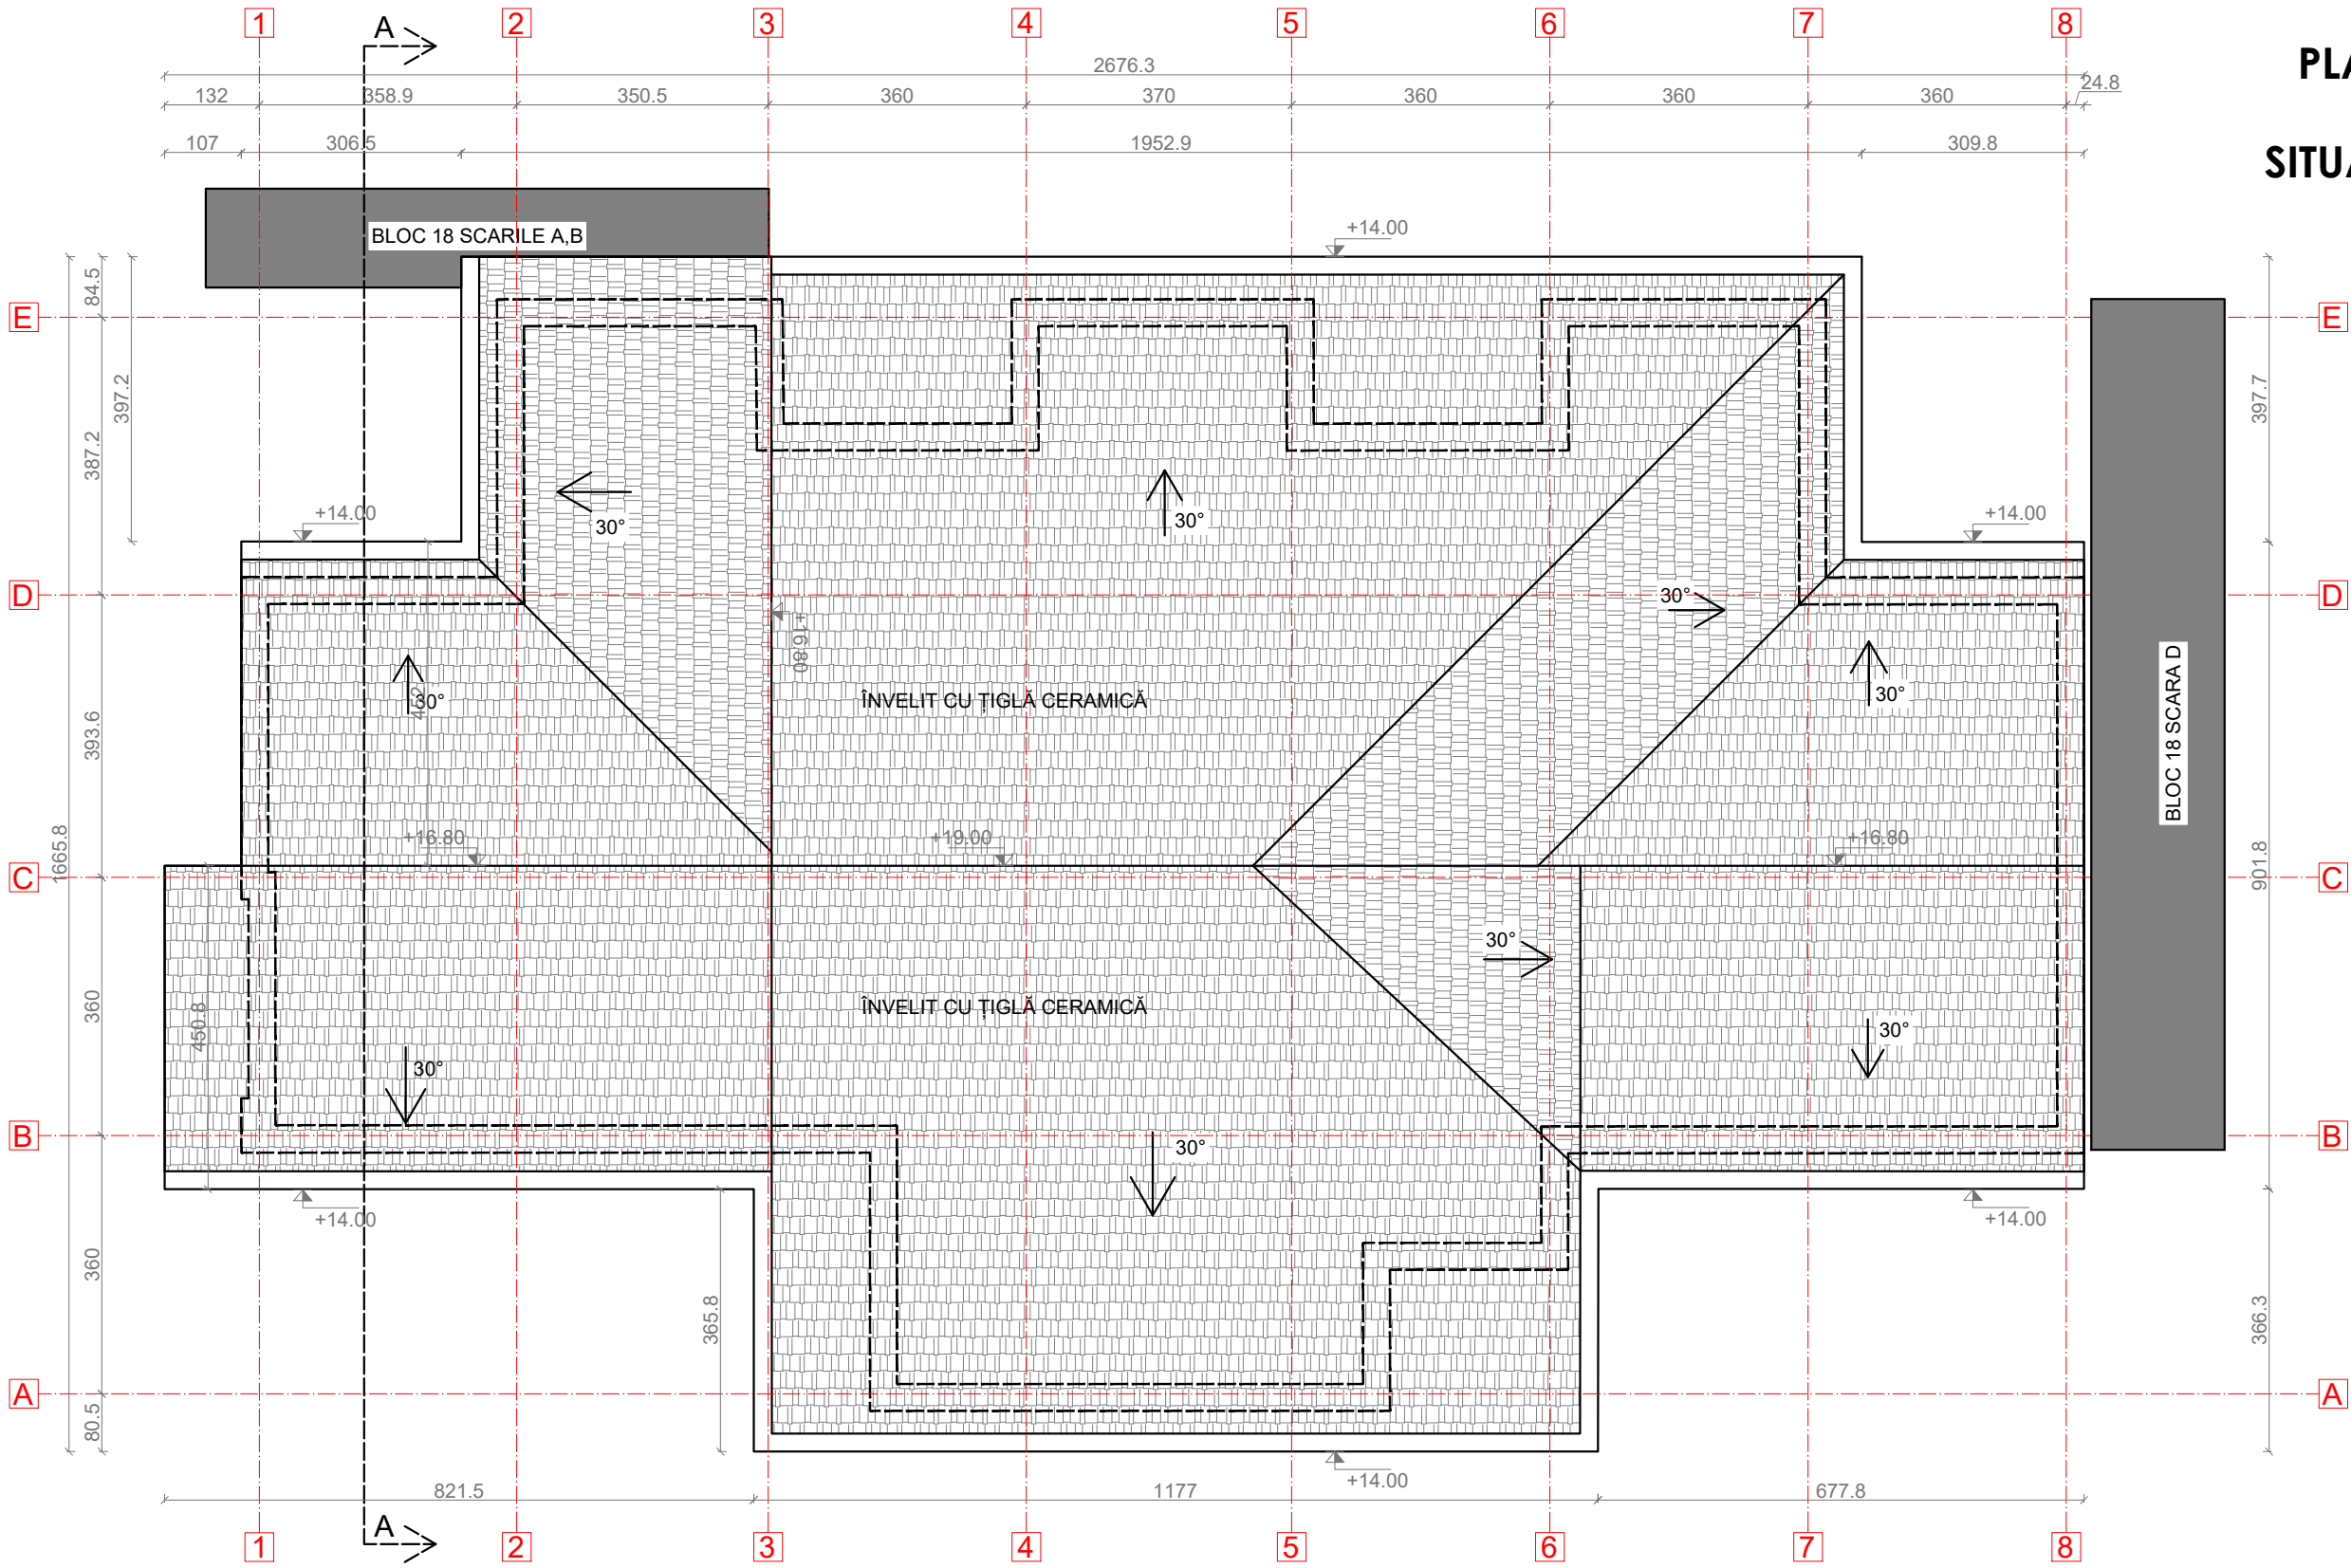 1 2 3 4 5 6 7 8
A
PLA
2676.3
132 358.9 350.5 360 370 360 360 360 24.8
107 306.5 1952.9 309.8
SITUA
BLOC 18 SCARILE A,B
+14.00
84.5
E E
397.2
397.7
387.2
30°
30°
+14.00
+14.00
D D
30°
+16.80
452
30°
30°
ÎNVELIT CU ȚIGLĂ CERAMICĂ
BLOC 18 SCARA D
393.6
+16.80
+19.00
+16.80
1665.8
901.8
C C
30°
360
450.8
ÎNVELIT CU ȚIGLĂ CERAMICĂ
30°
30°
B B
30°
+14.00
+14.00
360
365.8
366.3
A A
80.5
+14.00
821.5 1177 677.8
A
1 2 3 4 5 6 7 8